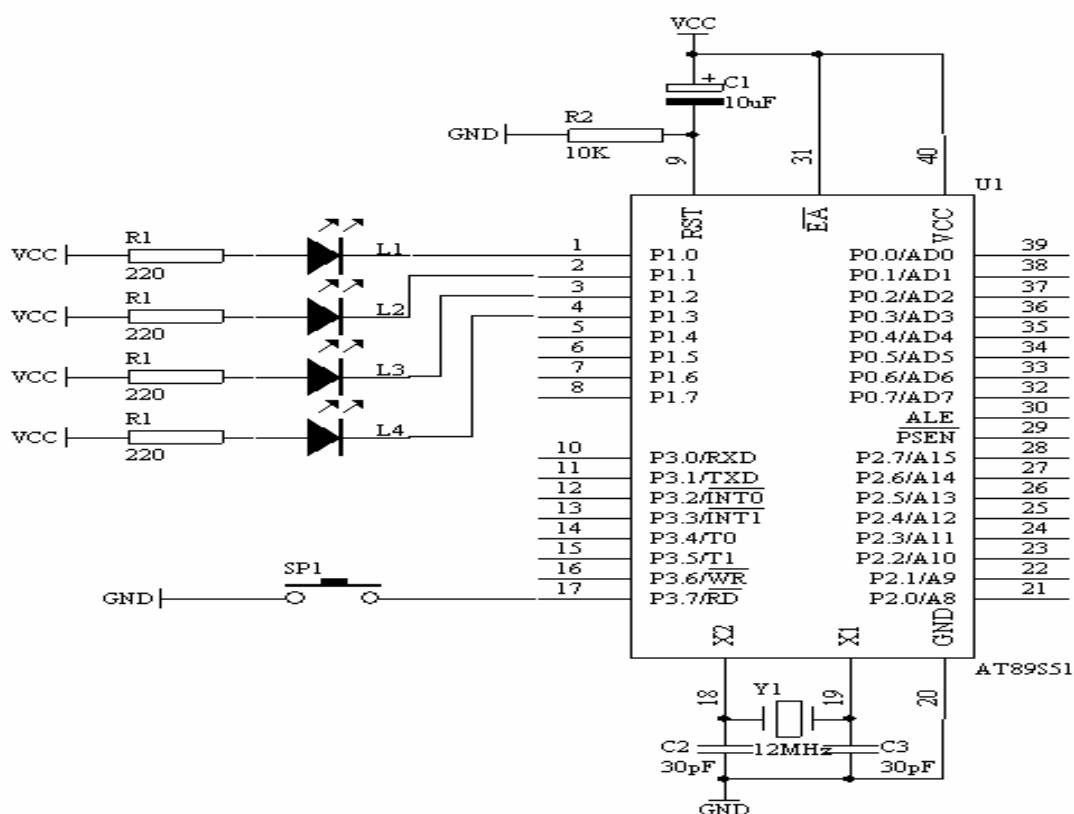 VCC
+
C1
10uF
R2
GND
10K
9
31
40
U1
RST
EA
VCC
VCC
R1
220
L1
1
P1.0
P0.0/AD0
39
2
P1.1
P0.1/AD1
38
VCC
R1
220
L2
3
P1.2
P0.2/AD2
37
4
P1.3
P0.3/AD3
36
5
P1.4
P0.4/AD4
35
6
P1.5
P0.5/AD5
34
VCC
R1
220
L3
7
P1.6
P0.6/AD6
33
8
P1.7
P0.7/AD7
32
ALE
30
VCC
R1
220
L4
PSEN
29
10
P3.0/RXD
P2.7/A15
28
11
P3.1/TXD
P2.6/A14
27
12
P3.2/INT0
P2.5/A13
26
13
P3.3/INT1
P2.4/A12
25
14
P3.4/T0
P2.3/A11
24
15
P3.5/T1
P2.2/A10
23
16
P3.6/WR
P2.1/A9
22
SP1
GND
17
P3.7/RD
P2.0/A8
21
X2
X1
GND
AT89S51
18
Y1
19
20
C2
30pF
12MHz
C3
30pF
GND